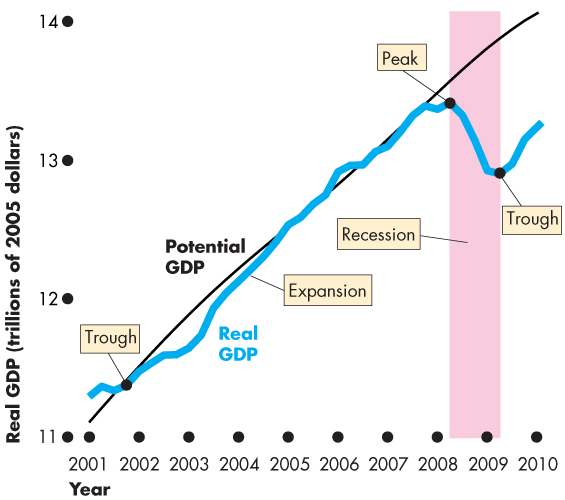 Real GDP (trillions of 2005 dollars)
14
13
12
11
Peak
Trough
Recession
Potential
GDP
Expansion
Trough
Real
GDP
2001 2002 2003 2004 2005 2006 2007 2008 2009 2010
Year